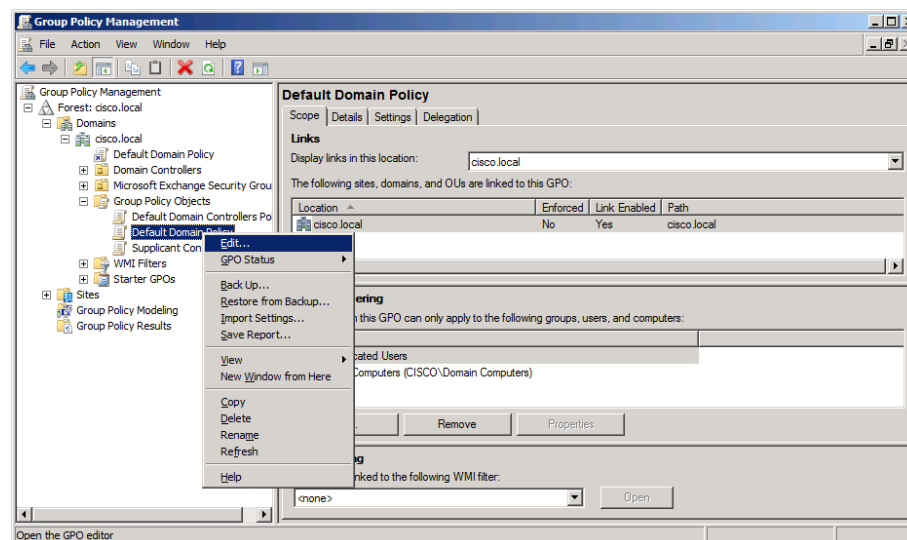 Group Policy Management
File Action View Window Help
Group Policy Management
Forest: cisco.local
Domains
cisco.local
Default Domain Policy
Domain Controllers
Microsoft Exchange Security Grou
Group Policy Objects
Default Domain Controllers Po
Default Domain Policy
Supplicant Con
WMI Filters
Starter GPOs
Sites
Group Policy Modeling
Group Policy Results
Edit...
GPO Status
Back Up...
Restore from Backup...
Import Settings...
Save Report...
View
New Window from Here
Copy
Delete
Rename
Refresh
Help
Default Domain Policy
Scope Details Settings Delegation
Links
Display links in this location: cisco.local
The following sites, domains, and OUs are linked to this GPO:
Location Enforced Link Enabled Path
cisco.local No Yes cisco.local
ering
this GPO can only apply to the following groups, users, and computers:
cated Users
Computers (CISCO\Domain Computers)
Remove Properties
g
nked to the following WMI filter:
<none> Open
Open the GPO editor